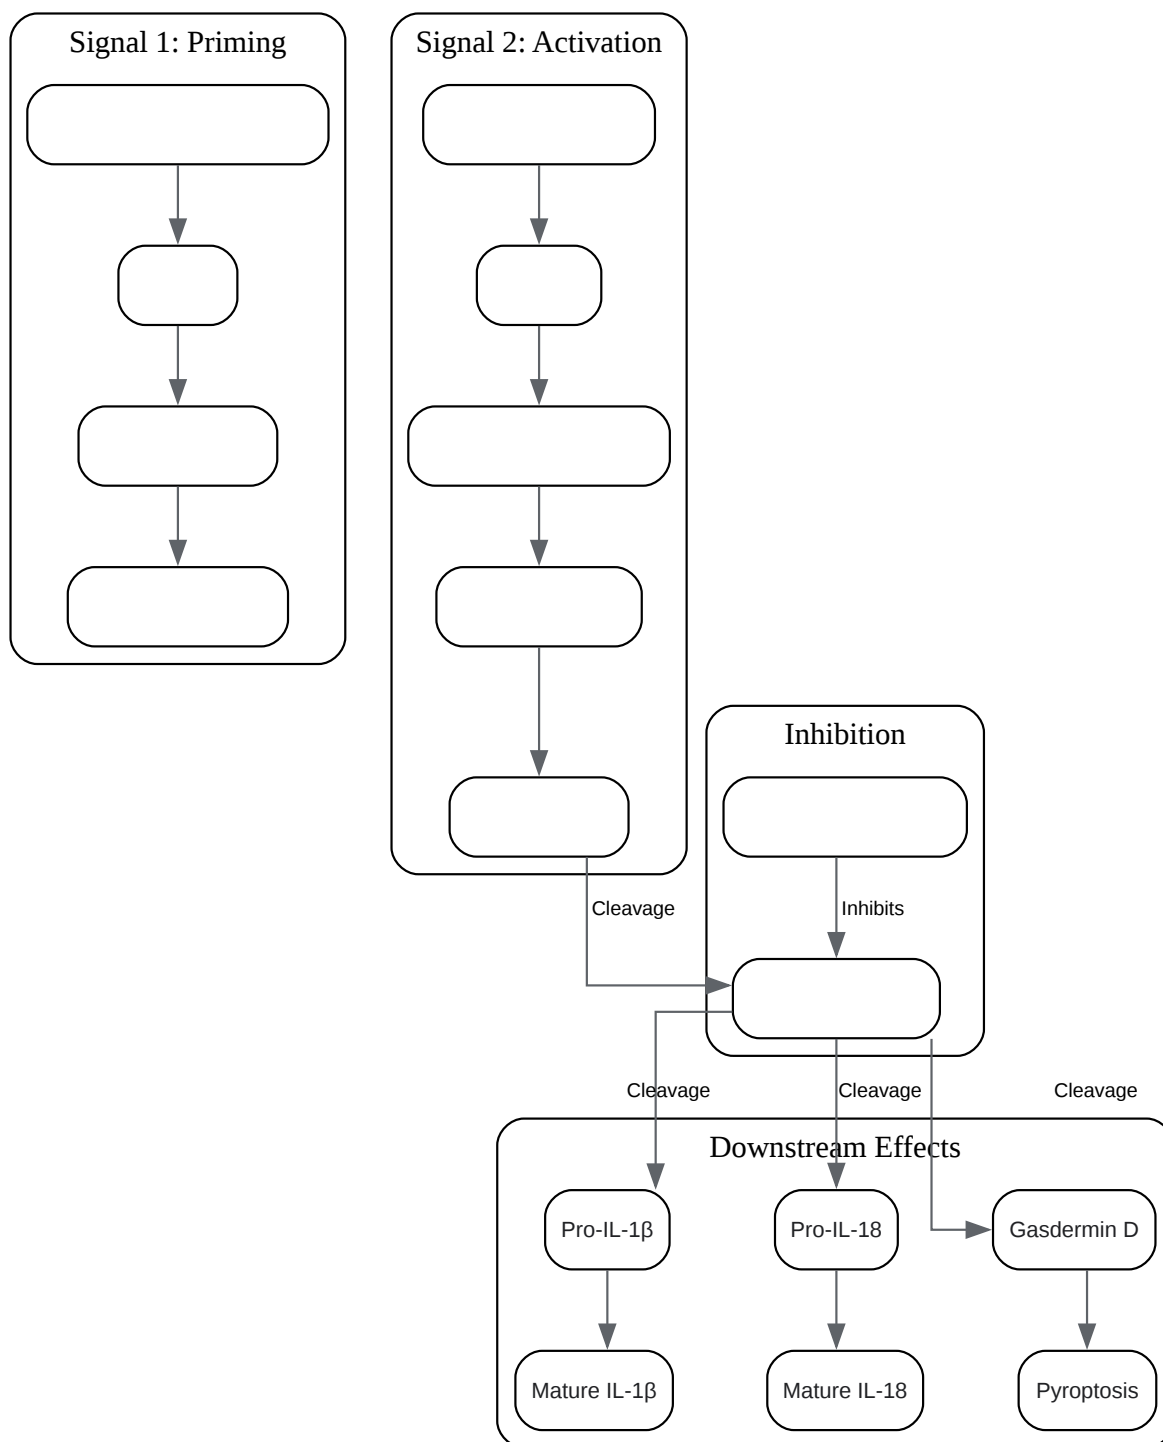 Signal 1: Priming
Signal 2: Activation
Inhibition
Cleavage
Inhibits
Cleavage
Cleavage
Cleavage
Downstream Effects
Pro-IL-1β
Pro-IL-18
Gasdermin D
Mature IL-1β
Mature IL-18
Pyroptosis